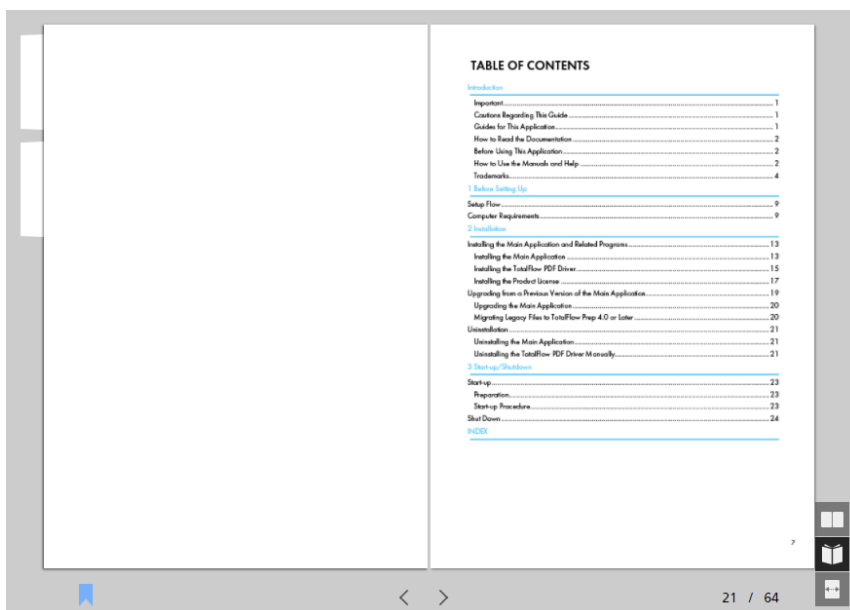 TABLE OF CONTENTS
Introduction
Important 1
Cautions Regarding This Guide 1
Guides for This Application 1
How to Read the Documentation 2
Before Using This Application 2
How to Use the Manuals and Help 2
Trademarks 4
1 Before Setting Up
Setup Flow 9
Computer Requirements 9
2 Installation
Installing the Main Application and Related Programs 13
Installing the Main Application 13
Installing the TotalFlow PDF Driver 15
Installing the Product License 17
Upgrading from a Previous Version of the Main Application 19
Upgrading the Main Application 20
Migrating Legacy Files to TotalFlow Prep 4.0 or Later 20
Uninstallation 21
Uninstalling the Main Application 21
Uninstalling the TotalFlow PDF Driver Manually 21
3 Start-up/Shutdown
Start-up 23
Preparation 23
Start-up Procedure 23
Shut Down 24
INDEX
7
21 / 64